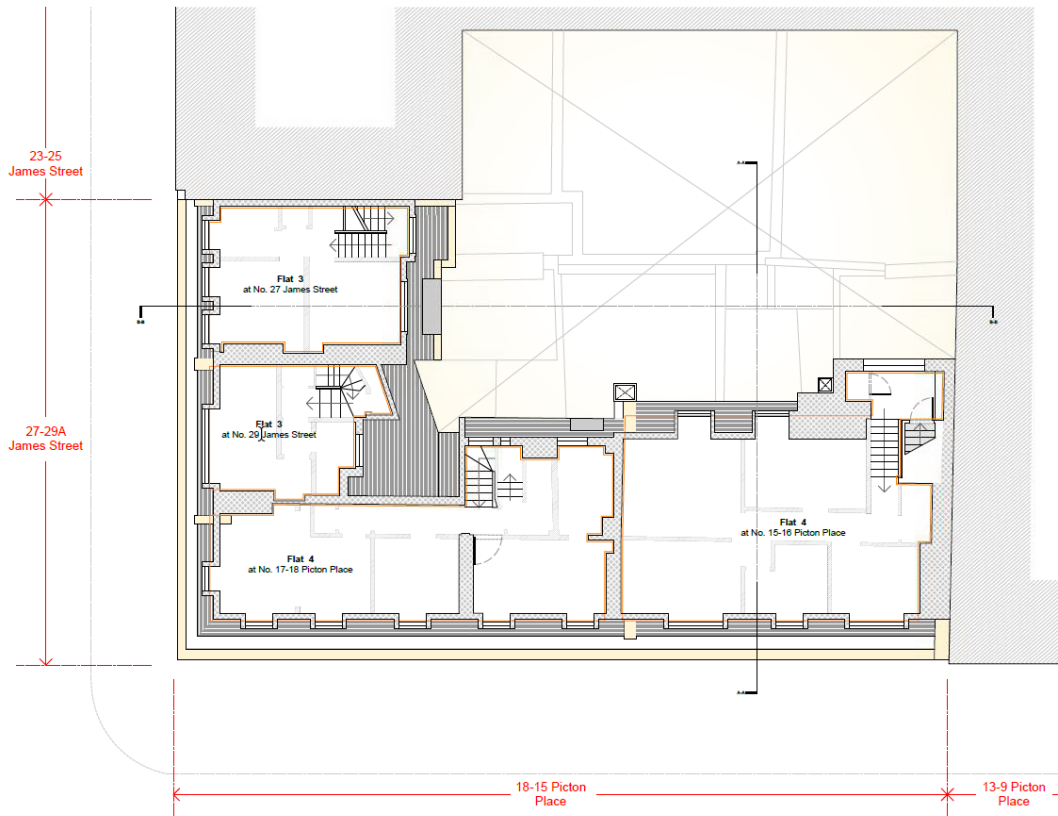 23-25
James Street
Flat 3
at No. 27 James Street
27-29A
James Street
Flat 3
at No. 29 James Street
Flat 4
at No. 15-16 Picton Place
Flat 4
at No. 17-18 Picton Place
18-15 Picton
Place
13-9 Picton
Place